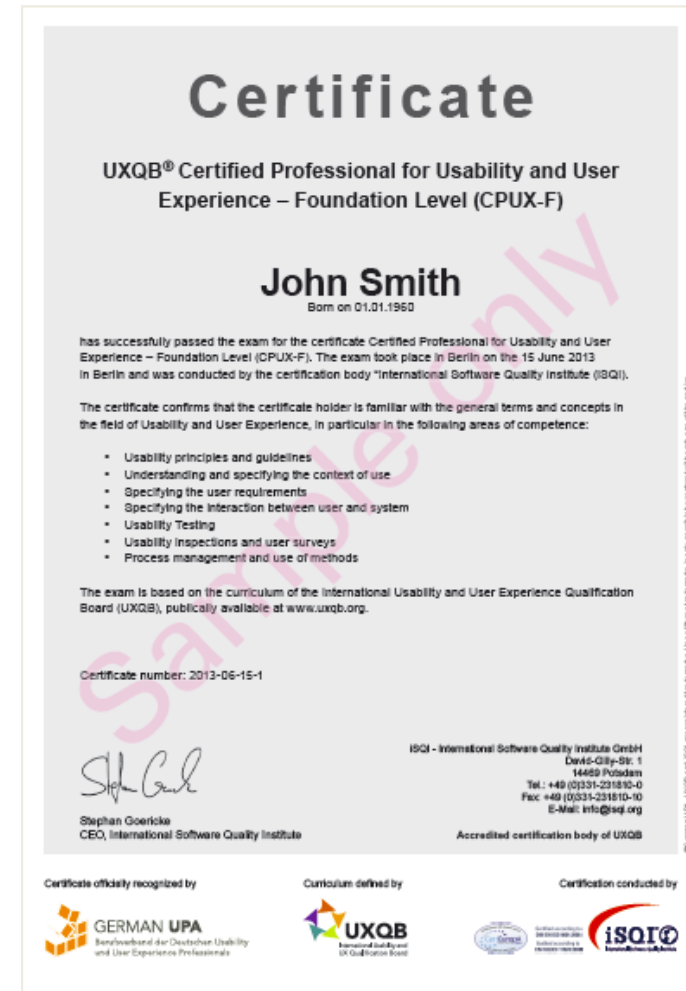 Certificate
UXQB® Certified Professional for Usability and User
Experience – Foundation Level (CPUX-F)
John Smith
Born on 01.01.1960
has successfully passed the exam for the certificate Certified Professional for Usability and User
Experience – Foundation Level (CPUX-F). The exam took place in Berlin on the 15 June 2013
in Berlin and was conducted by the certification body "International Software Quality Institute (iSQI).
The certificate confirms that the certificate holder is familiar with the general terms and concepts in
the field of Usability and User Experience, in particular in the following areas of competence:
▪ Usability principles and guidelines
▪ Understanding and specifying the context of use
▪ Specifying the user requirements
▪ Specifying the interaction between user and system
▪ Usability Testing
▪ Usability inspections and user surveys
▪ Process management and use of methods
The exam is based on the curriculum of the International Usability and User Experience Qualification
Board (UXQB), publically available at www.uxqb.org.
Sample only
Certificate number: 2013-06-15-1
Stephan Goericke
CEO, International Software Quality Institute
iSQI - International Software Quality Institute GmbH
David-Gilly-Str. 1
14469 Potsdam
Tel.: +49 (0)331-231810-0
Fax: +49 (0)331-231810-10
E-Mail: info@isqi.org
Accredited certification body of UXQB
Certificate officially recognized by
GERMAN UPA
Berufsverband der Deutschen Usability
und User Experience Professionals
Curriculum defined by
UXQB
International Usability and
UX Qualification Board
Certification conducted by
iSQI